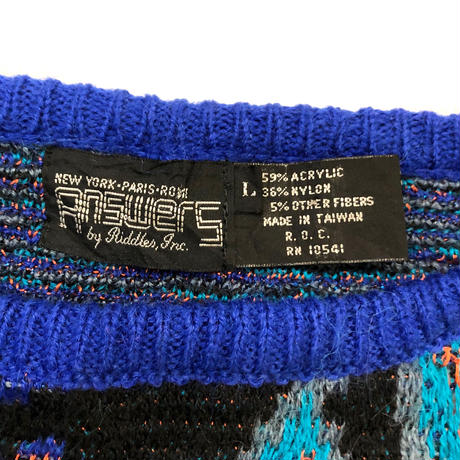 NEW YORK·PARIS·ROME
Answers
by Riddles, Inc.
L
59% ACRYLIC
36% NYLON
5% OTHER FIBERS
MADE IN TAIWAN
R. O. C.
RN 18541